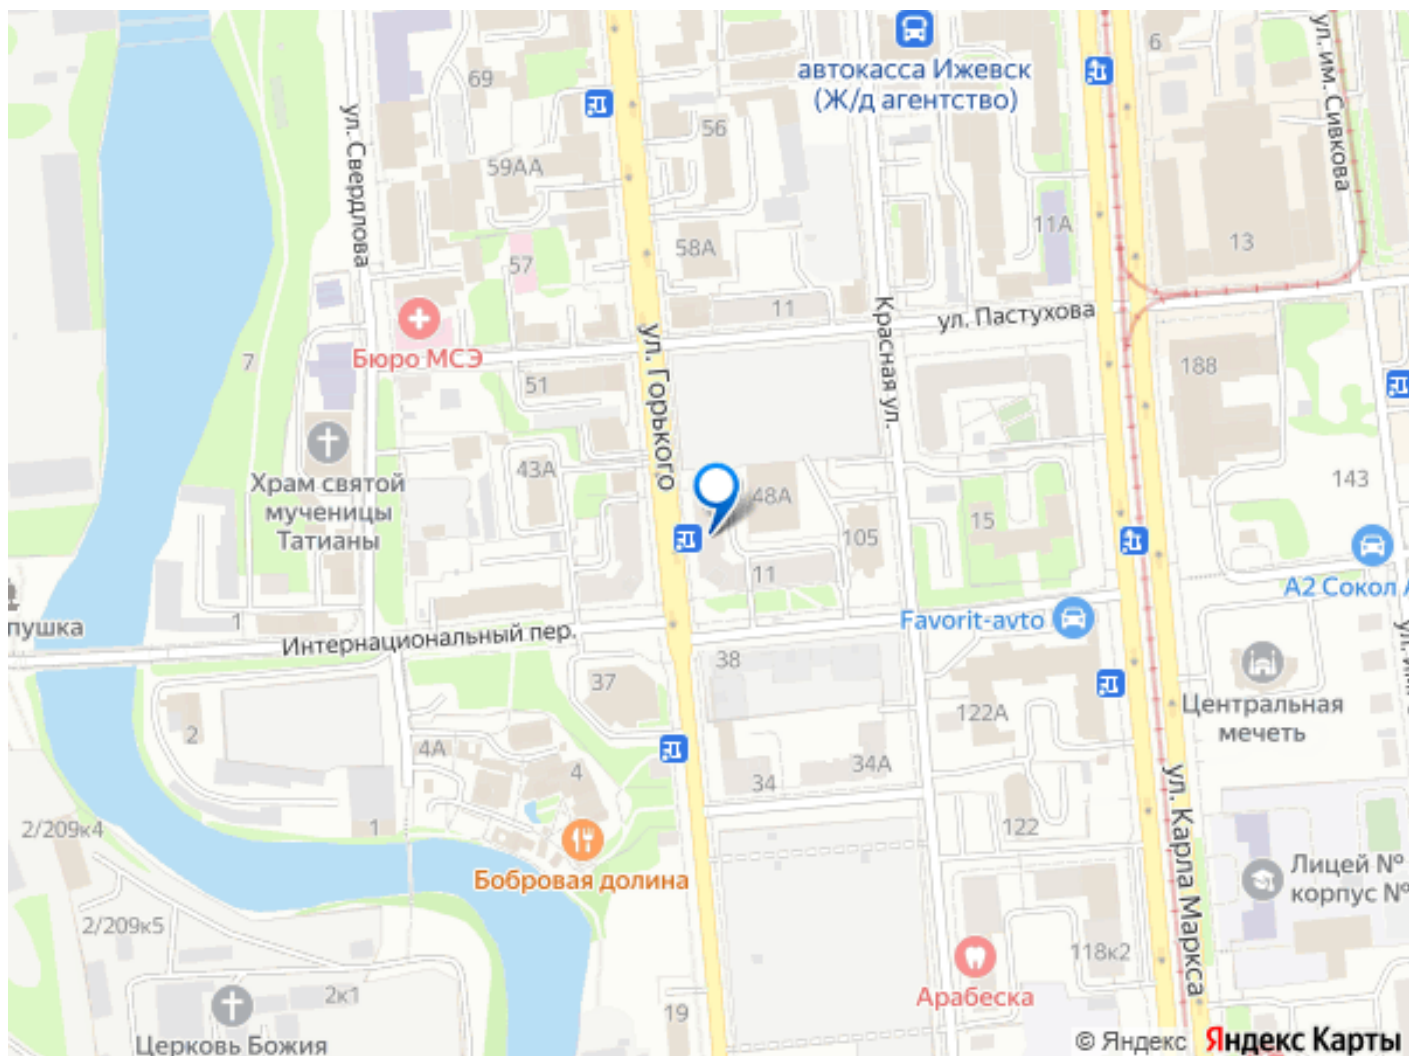 автокасса Ижевск
(Ж/д агентство)
6
ул. им. Сивкова
69
ул. Свердлова
56
59АА
11А
13
58А
57
11
Красная ул.
ул. Пастухова
Бюро МСЭ
7
ул. Горького
51
188
Храм святой
мученицы
Татианы
43А
48А
15
143
105
11
А2 Сокол А
пушка
1
Интернациональный пер.
Favorit-avto
38
37
Центральная
мечеть
122А
2
4А
4
34
34А
ул. Карла Маркса
2/209к4
1
122
Бобровая долина
Лицей №
корпус №
2/209к5
118к2
Арабеска
2к1
19
Церковь Божия
© Яндекс Яндекс Карты